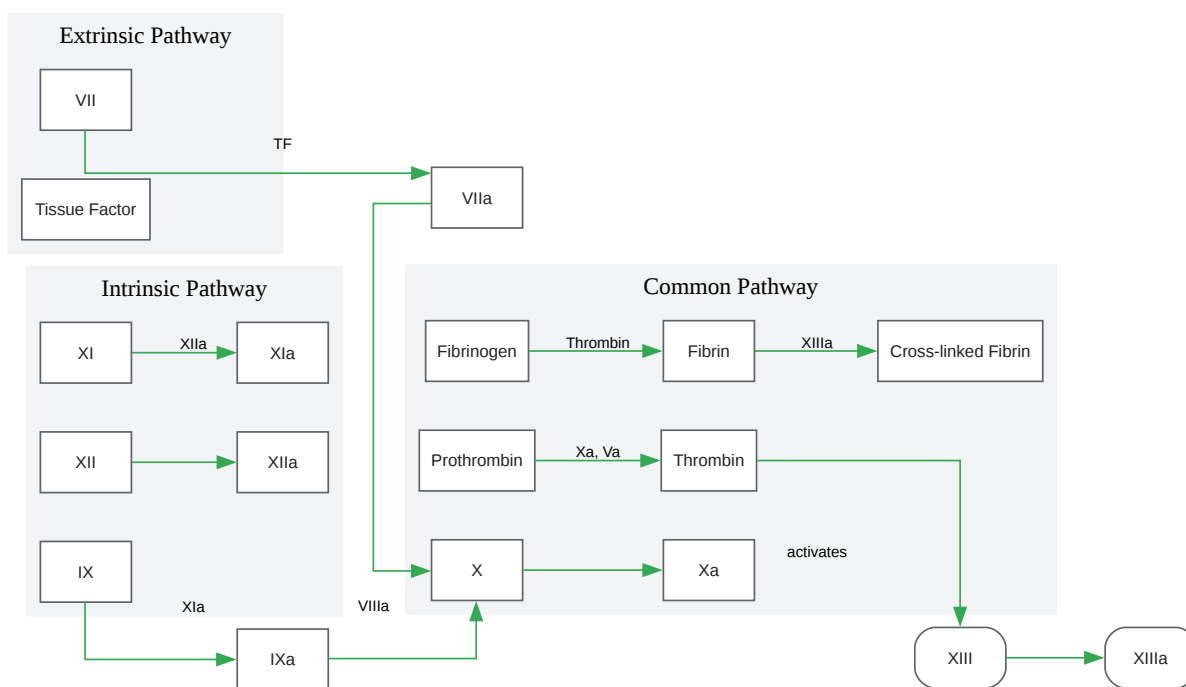 Extrinsic Pathway
VII
TF
Tissue Factor
VIIa
Intrinsic Pathway
XI
XIIa
XIa
XII
XIIa
IX
XIa
IXa
VIIIa
Common Pathway
Fibrinogen
Thrombin
Fibrin
XIIIa
Cross-linked Fibrin
Prothrombin
Xa, Va
Thrombin
X
Xa
activates
XIII
XIIIa